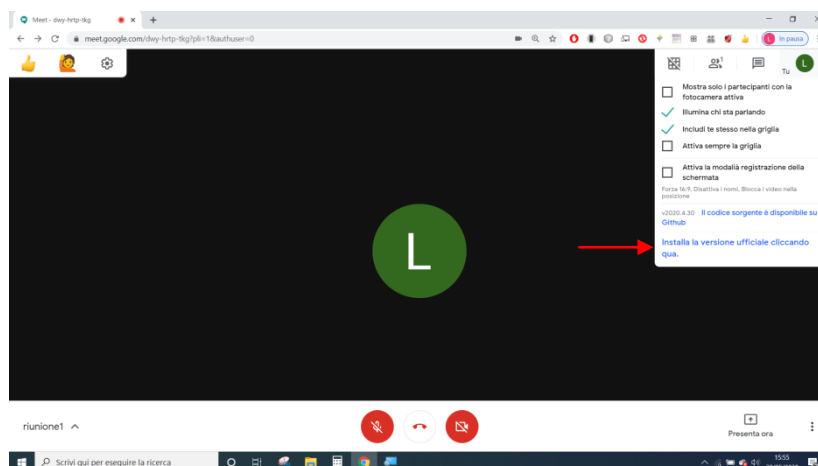 Meet - dwy-hrtp-tkg
meet.google.com/dwy-hrtp-tkg?pli=1&authuser=0
In pausa
1
Tu
L
Mostra solo i partecipanti con la
fotocamera attiva
Illumina chi sta parlando
Includi te stesso nella griglia
Attiva sempre la griglia
Attiva la modalià registrazione della
schermata
Forza 16:9, Disattiva i nomi, Blocca i video nella
posizione
v2020.4.30 Il codice sorgente è disponibile su
Github
Installa la versione ufficiale cliccando
qua.
L
riunione1
Presenta ora
Scrivi qui per eseguire la ricerca
15:55